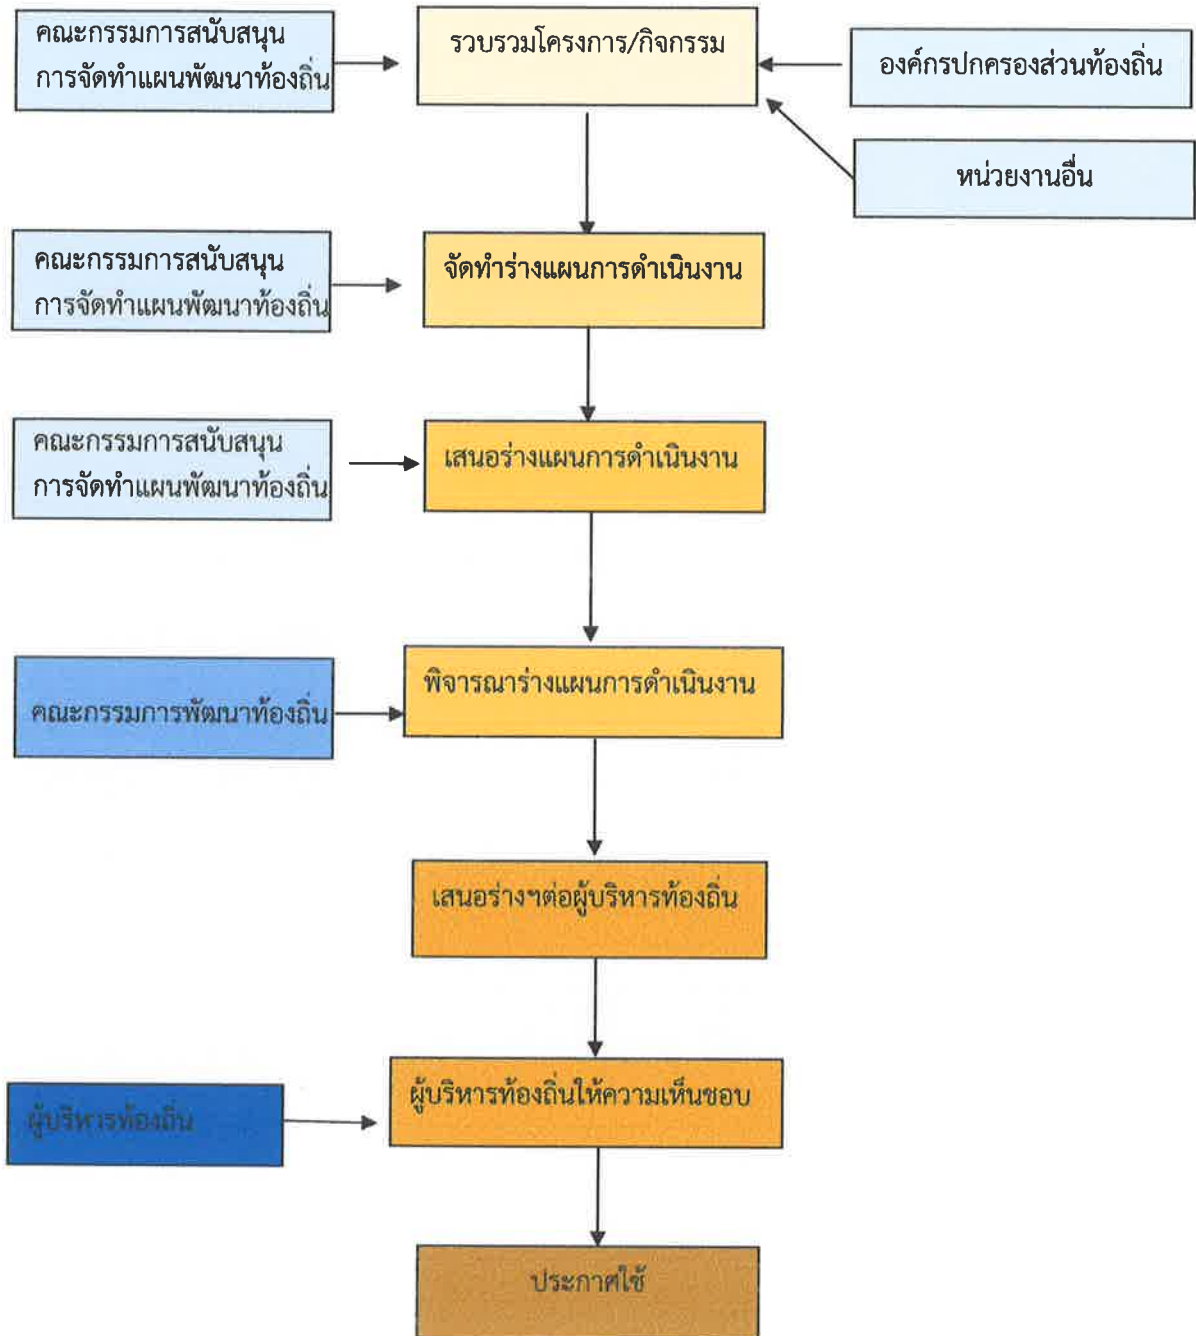 คณะกรรมการสนับสนุน
การจัดทำแผนพัฒนาท้องถิ่น
รวบรวมโครงการ/กิจกรรม
องค์กรปกครองส่วนท้องถิ่น
หน่วยงานอื่น
คณะกรรมการสนับสนุน
การจัดทำแผนพัฒนาท้องถิ่น
จัดทำร่างแผนการดำเนินงาน
คณะกรรมการสนับสนุน
การจัดทำแผนพัฒนาท้องถิ่น
เสนอร่างแผนการดำเนินงาน
คณะกรรมการพัฒนาท้องถิ่น
พิจารณาร่างแผนการดำเนินงาน
เสนอร่างฯต่อผู้บริหารท้องถิ่น
ผู้บริหารท้องถิ่น
ผู้บริหารท้องถิ่นให้ความเห็นชอบ
ประกาศใช้